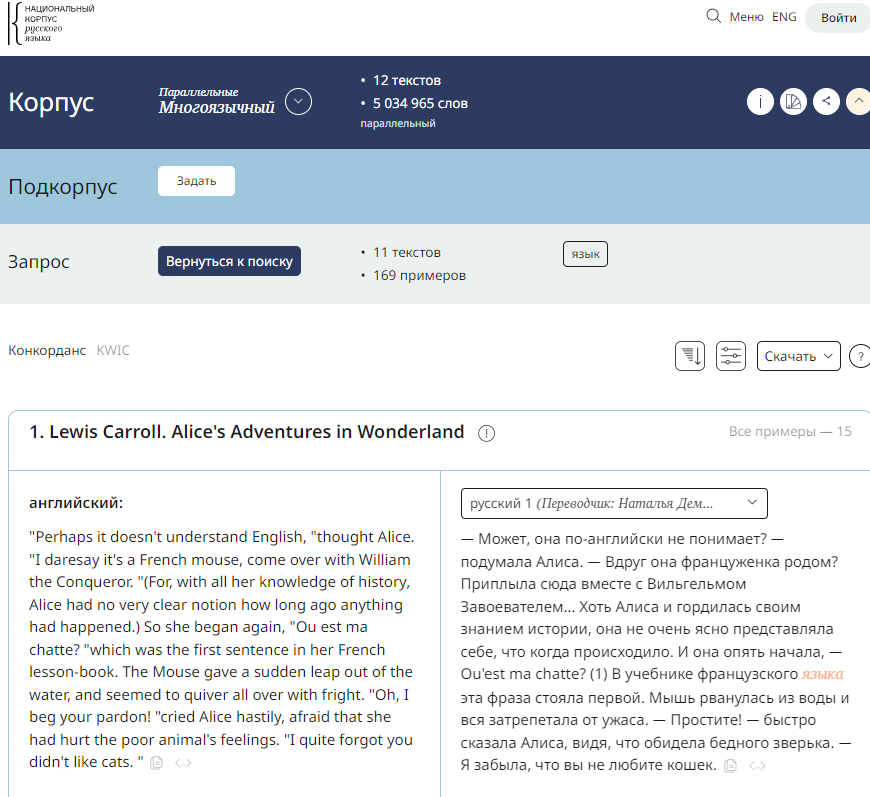 НАЦИОНАЛЬНЫЙ
КОРПУС
русского
языка
Меню ENG Войти
Корпус
Параллельные
Многоязычный
• 12 текстов
• 5 034 965 слов
параллельный
i
Подкорпус
Задать
Запрос
Вернуться к поиску
• 11 текстов
• 169 примеров
язык
Конкорданс KWIC
Скачать
?
1. Lewis Carroll. Alice's Adventures in Wonderland !
Все примеры — 15
английский:
"Perhaps it doesn't understand English, "thought Alice.
"I daresay it's a French mouse, come over with William
the Conqueror. "(For, with all her knowledge of history,
Alice had no very clear notion how long ago anything
had happened.) So she began again, "Ou est ma
chatte? "which was the first sentence in her French
lesson-book. The Mouse gave a sudden leap out of the
water, and seemed to quiver all over with fright. "Oh, I
beg your pardon! "cried Alice hastily, afraid that she
had hurt the poor animal's feelings. "I quite forgot you
didn't like cats. "
русский 1 (Переводчик: Наталья Дем...
— Может, она по-английски не понимает? —
подумала Алиса. — Вдруг она француженка родом?
Приплыла сюда вместе с Вильгельмом
Завоевателем... Хоть Алиса и гордилась своим
знанием истории, она не очень ясно представляла
себе, что когда происходило. И она опять начала, —
Ou'est ma chatte? (1) В учебнике французского языка
эта фраза стояла первой. Мышь рванулась из воды и
вся затрепетала от ужаса. — Простите! — быстро
сказала Алиса, видя, что обидела бедного зверька. —
Я забыла, что вы не любите кошек.